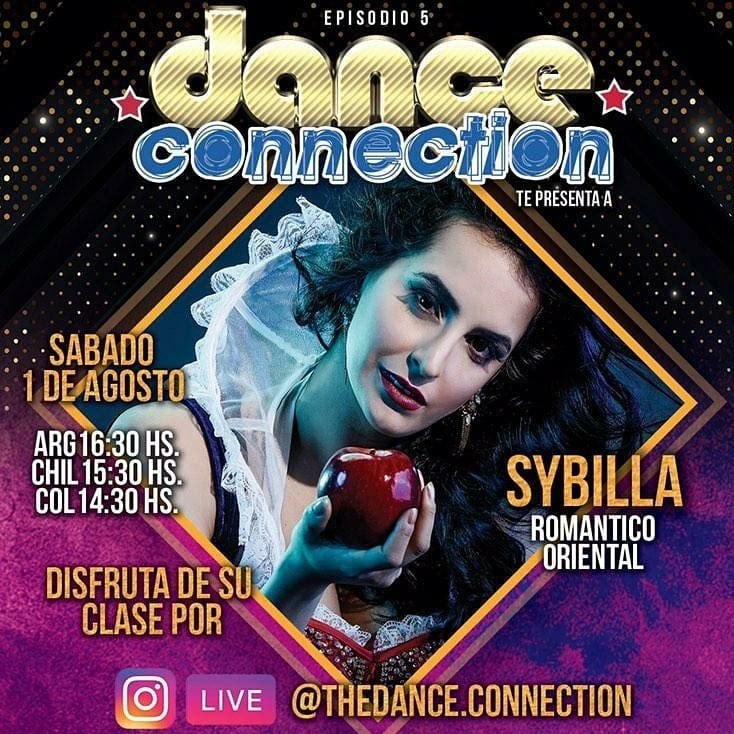 EPISODIO 5
dance
connection
TE PRESENTA A
SABADO
1 DE AGOSTO
ARG 16:30 HS.
CHIL 15:30 HS.
COL 14:30 HS.
SYBILLA
ROMANTICO
ORIENTAL
DISFRUTA DE SU
CLASE POR
LIVE @THEDANCE.CONNECTION